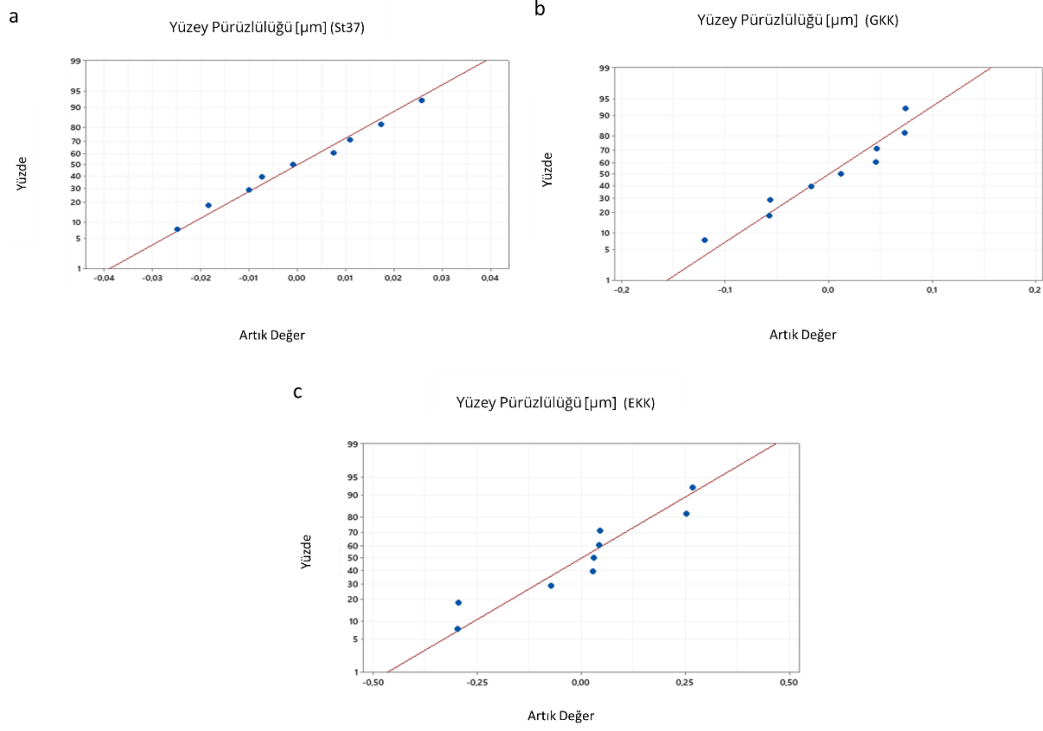 a
Yüzey Pürüzlülüğü [µm] (St37)
99
95
90
80
70
60
50
40
30
20
10
5
1
-0,04 -0,03 -0,02 -0,01 0,00 0,01 0,02 0,03 0,04
Yüzde
Artık Değer
b
Yüzey Pürüzlülüğü [µm] (GKK)
99
95
90
80
70
60
50
40
30
20
10
5
1
-0,2 -0,1 0,0 0,1 0,2
Yüzde
Artık Değer
c
Yüzey Pürüzlülüğü [µm] (EKK)
99
95
90
80
70
60
50
40
30
20
10
5
1
-0,50 -0,25 0,00 0,25 0,50
Yüzde
Artık Değer